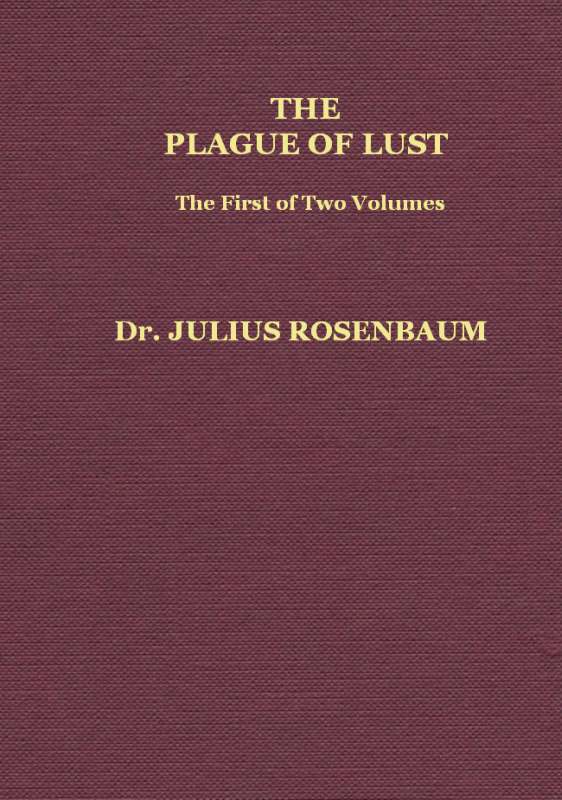 THE
PLAGUE OF LUST
The First of Two Volumes
Dr. JULIUS ROSENBAUM